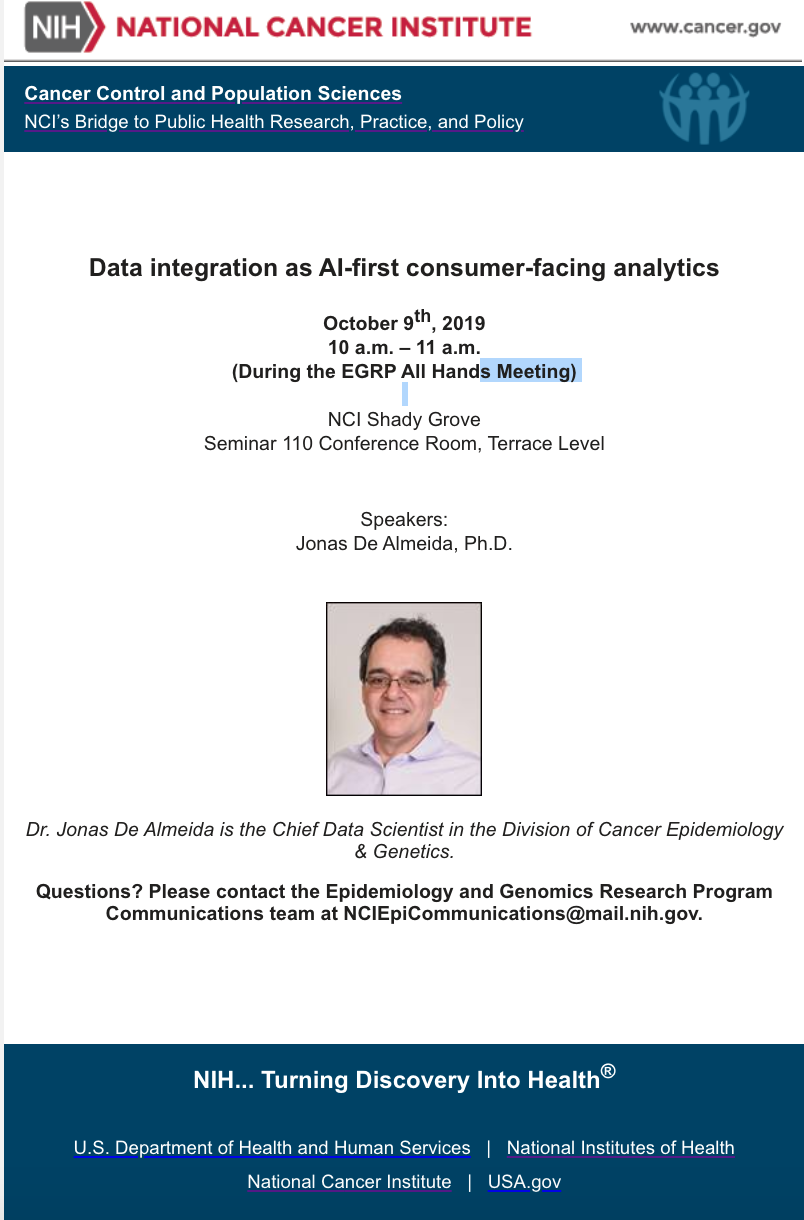 NIH NATIONAL CANCER INSTITUTE www.cancer.gov
Cancer Control and Population Sciences
NCI’s Bridge to Public Health Research, Practice, and Policy
Data integration as AI-first consumer-facing analytics
October 9th, 2019
10 a.m. – 11 a.m.
(During the EGRP All Hands Meeting)
NCI Shady Grove
Seminar 110 Conference Room, Terrace Level
Speakers:
Jonas De Almeida, Ph.D.
Dr. Jonas De Almeida is the Chief Data Scientist in the Division of Cancer Epidemiology
& Genetics.
Questions? Please contact the Epidemiology and Genomics Research Program
Communications team at NCIEpiCommunications@mail.nih.gov.
NIH... Turning Discovery Into Health®
U.S. Department of Health and Human Services | National Institutes of Health
National Cancer Institute | USA.gov